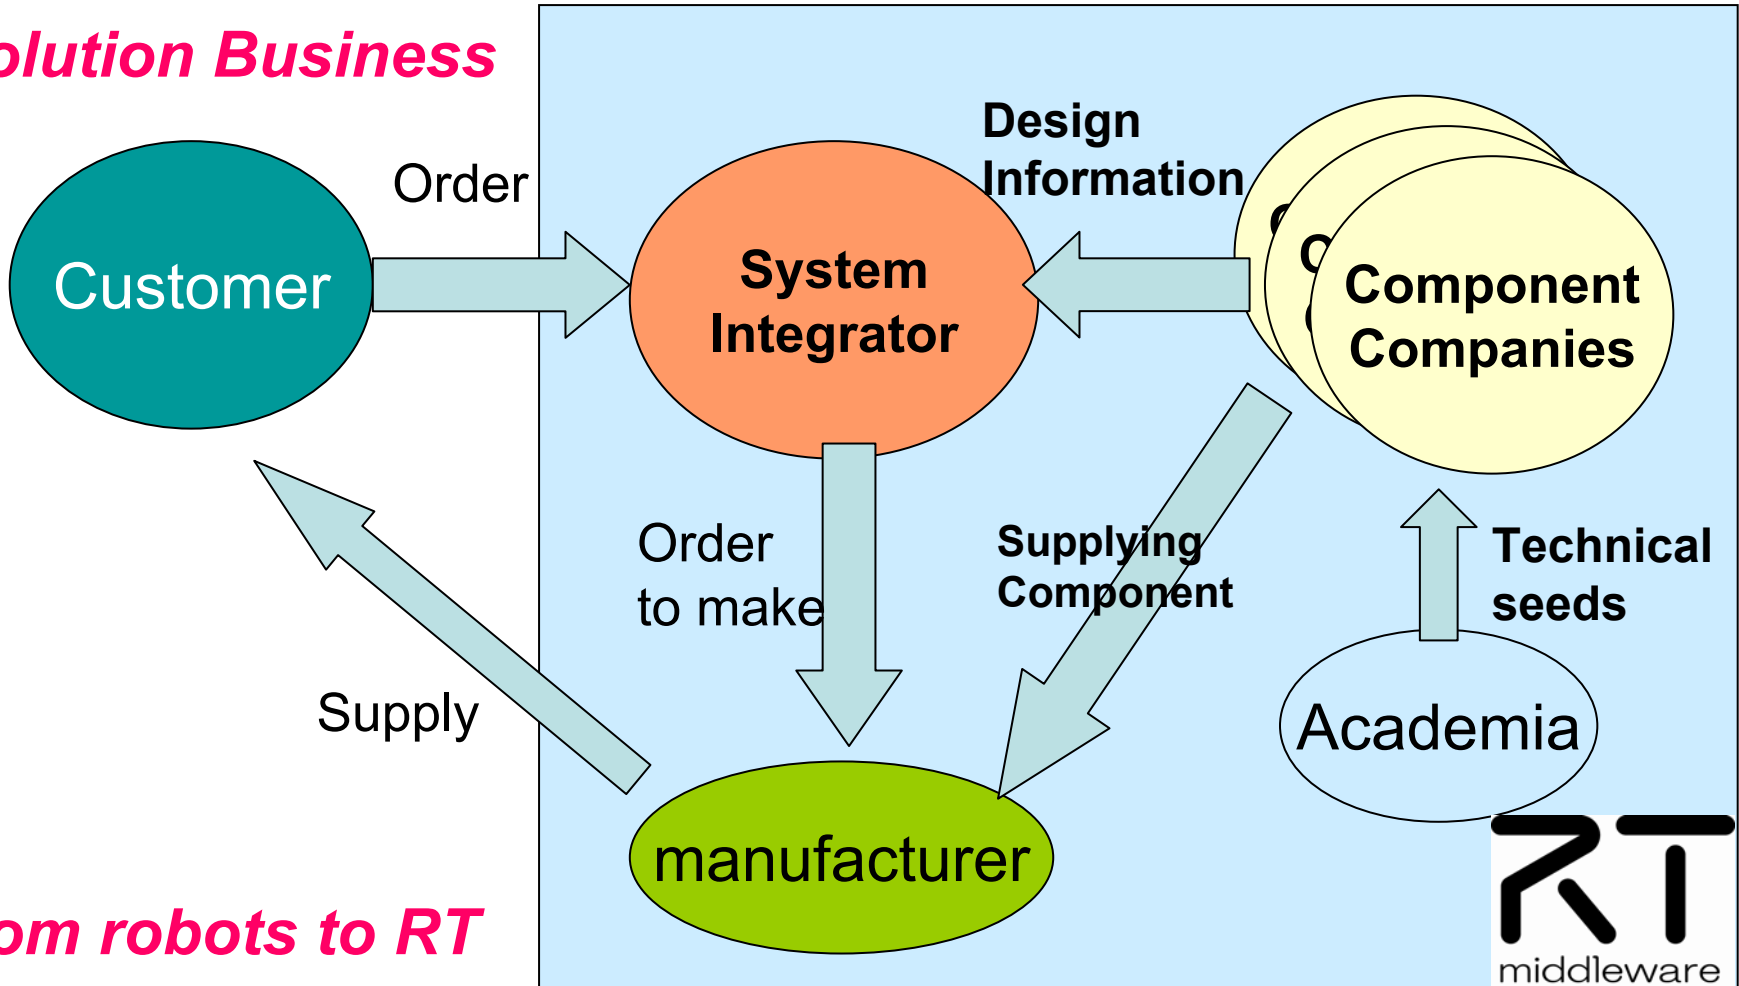 olution Business
Design
Information
Order
Customer
System
Integrator
Component
Companies
Order
to make
Supplying
Component
Technical
seeds
Supply
Academia
manufacturer
om robots to RT
RT
middleware